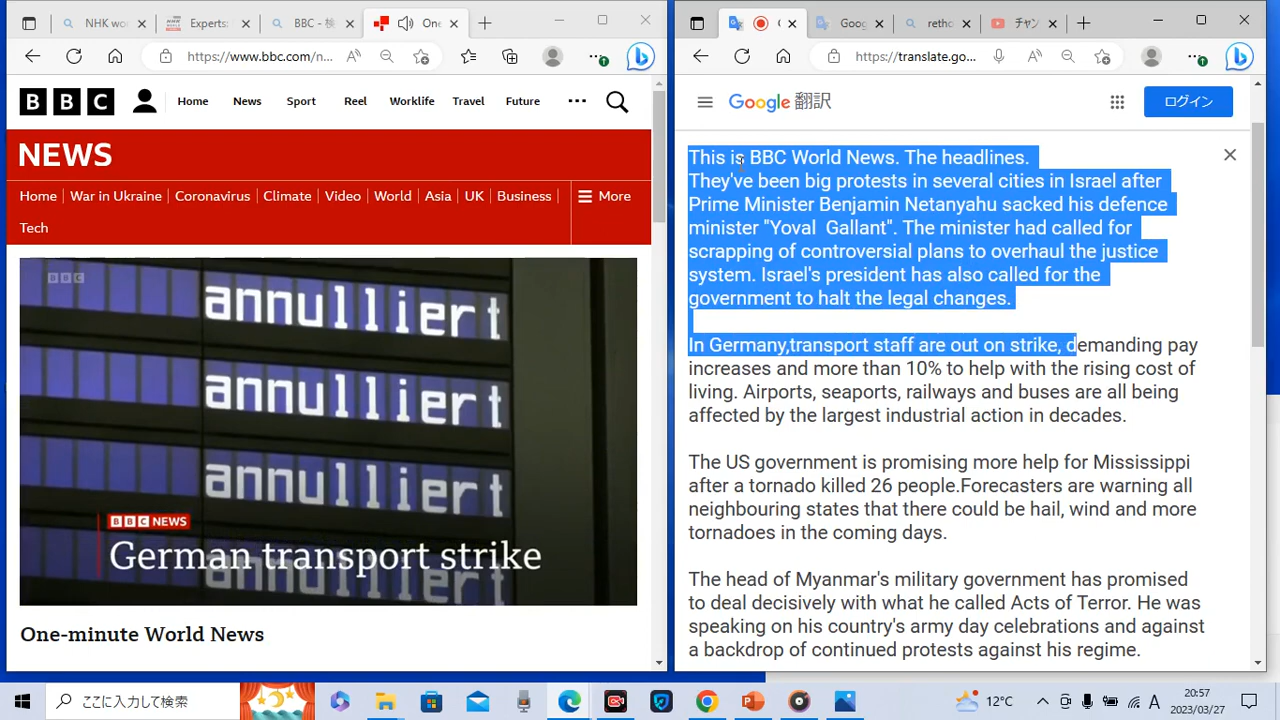 NHK wo
Experts:
BBC - 検
One
https://www.bbc.com/n...
BBC
Home News Sport Reel Worklife Travel Future
NEWS
Home War in Ukraine Coronavirus Climate Video World Asia UK Business More
Tech
BBC
annulliert
annulliert
annulliert
annulliert
BBC NEWS
German transport strike
One-minute World News
Goog
retho
チャン
https://translate.go...
Google 翻訳
ログイン
This is BBC World News. The headlines.
They've been big protests in several cities in Israel after
Prime Minister Benjamin Netanyahu sacked his defence
minister "Yoval  Gallant". The minister had called for
scrapping of controversial plans to overhaul the justice
system. Israel's president has also called for the
government to halt the legal changes.
In Germany,transport staff are out on strike, demanding pay
increases and more than 10% to help with the rising cost of
living. Airports, seaports, railways and buses are all being
affected by the largest industrial action in decades.
The US government is promising more help for Mississippi
after a tornado killed 26 people.Forecasters are warning all
neighbouring states that there could be hail, wind and more
tornadoes in the coming days.
The head of Myanmar's military government has promised
to deal decisively with what he called Acts of Terror. He was
speaking on his country's army day celebrations and against
a backdrop of continued protests against his regime.
ここに入力して検索
12°C
A
20:57
2023/03/27